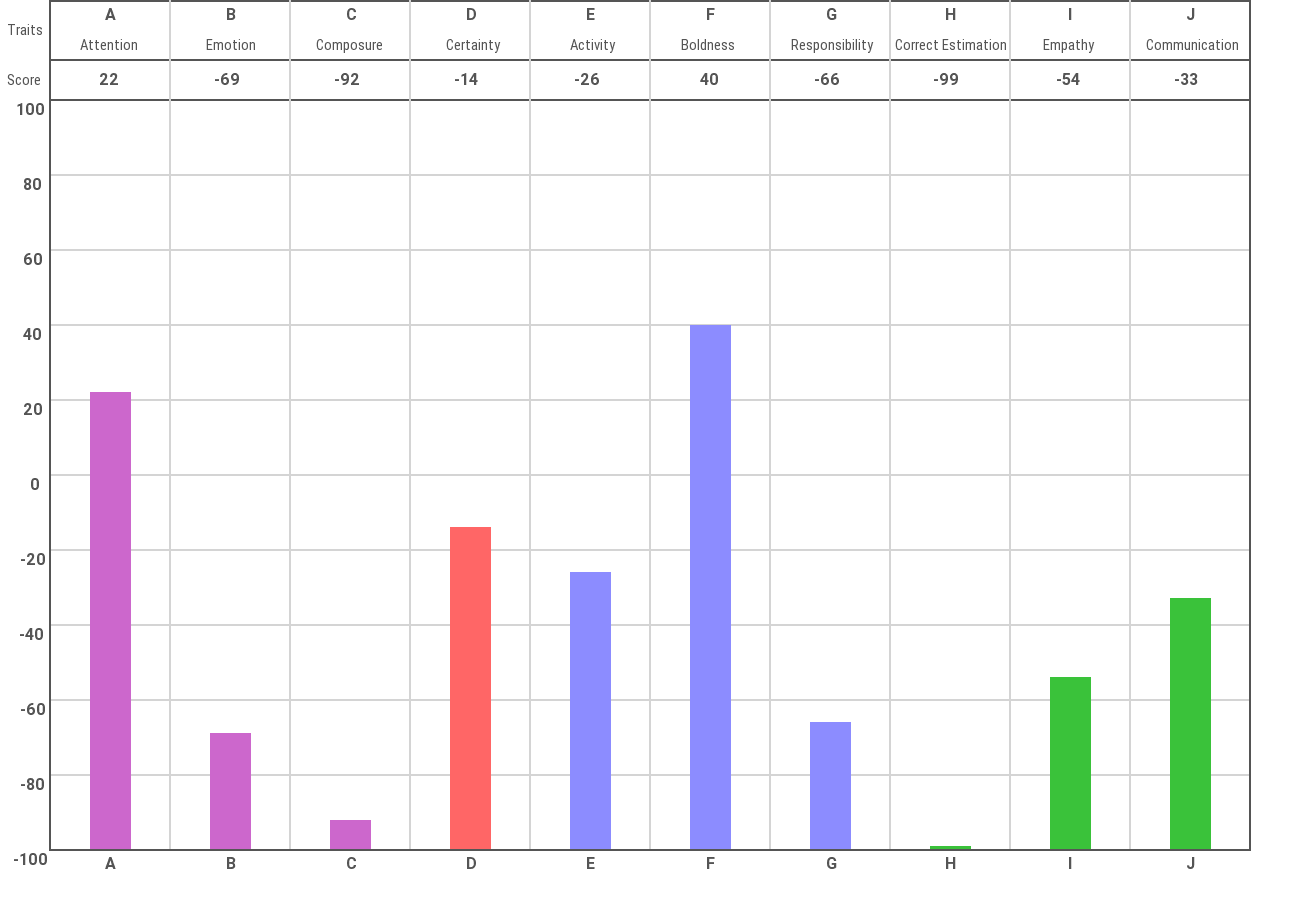 A B C D E F G H I J
Traits
Attention Emotion Composure Certainty Activity Boldness Responsibility Correct Estimation Empathy Communication
Score 22 -69 -92 -14 -26 40 -66 -99 -54 -33
100
80
60
40
20
0
-20
-40
-60
-80
-100
A B C D E F G H I J